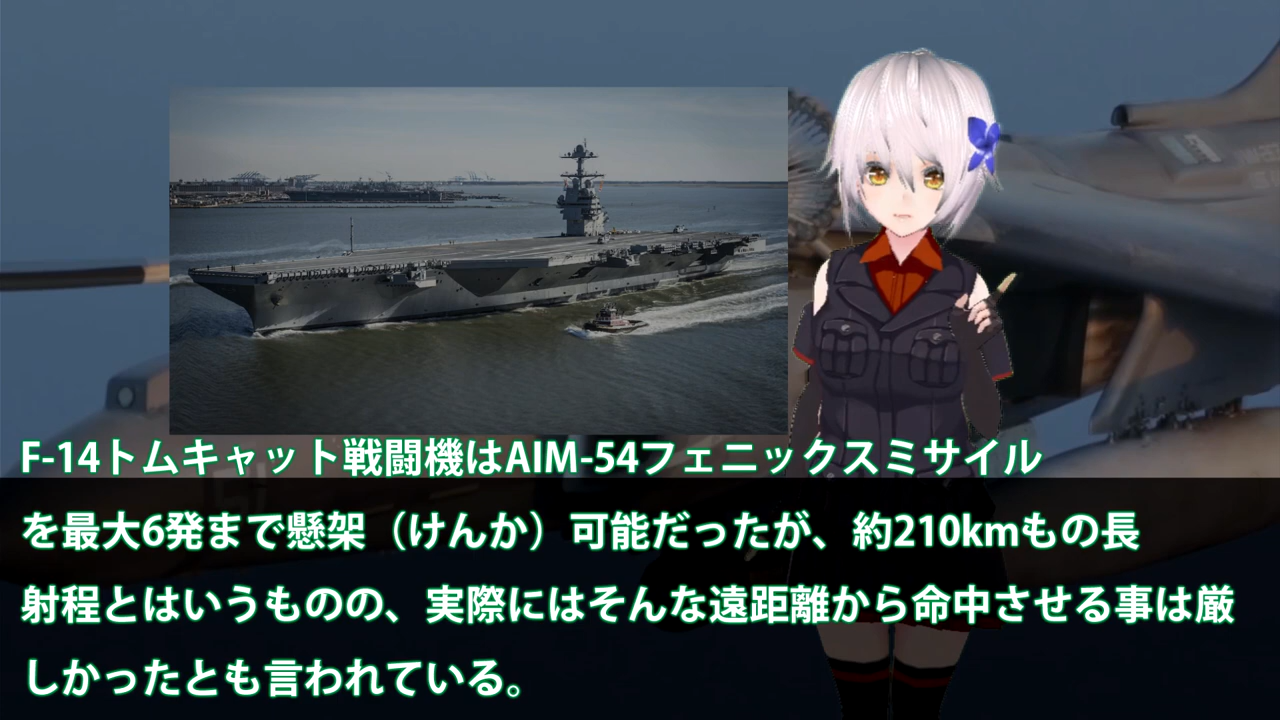 F-14トムキャット戦闘機はAIM-54フェニックスミサイル
を最大6発まで懸架（けんか）可能だったが、約210kmもの長
射程とはいうものの、実際にはそんな遠距離から命中させる事は厳
しかったとも言われている。